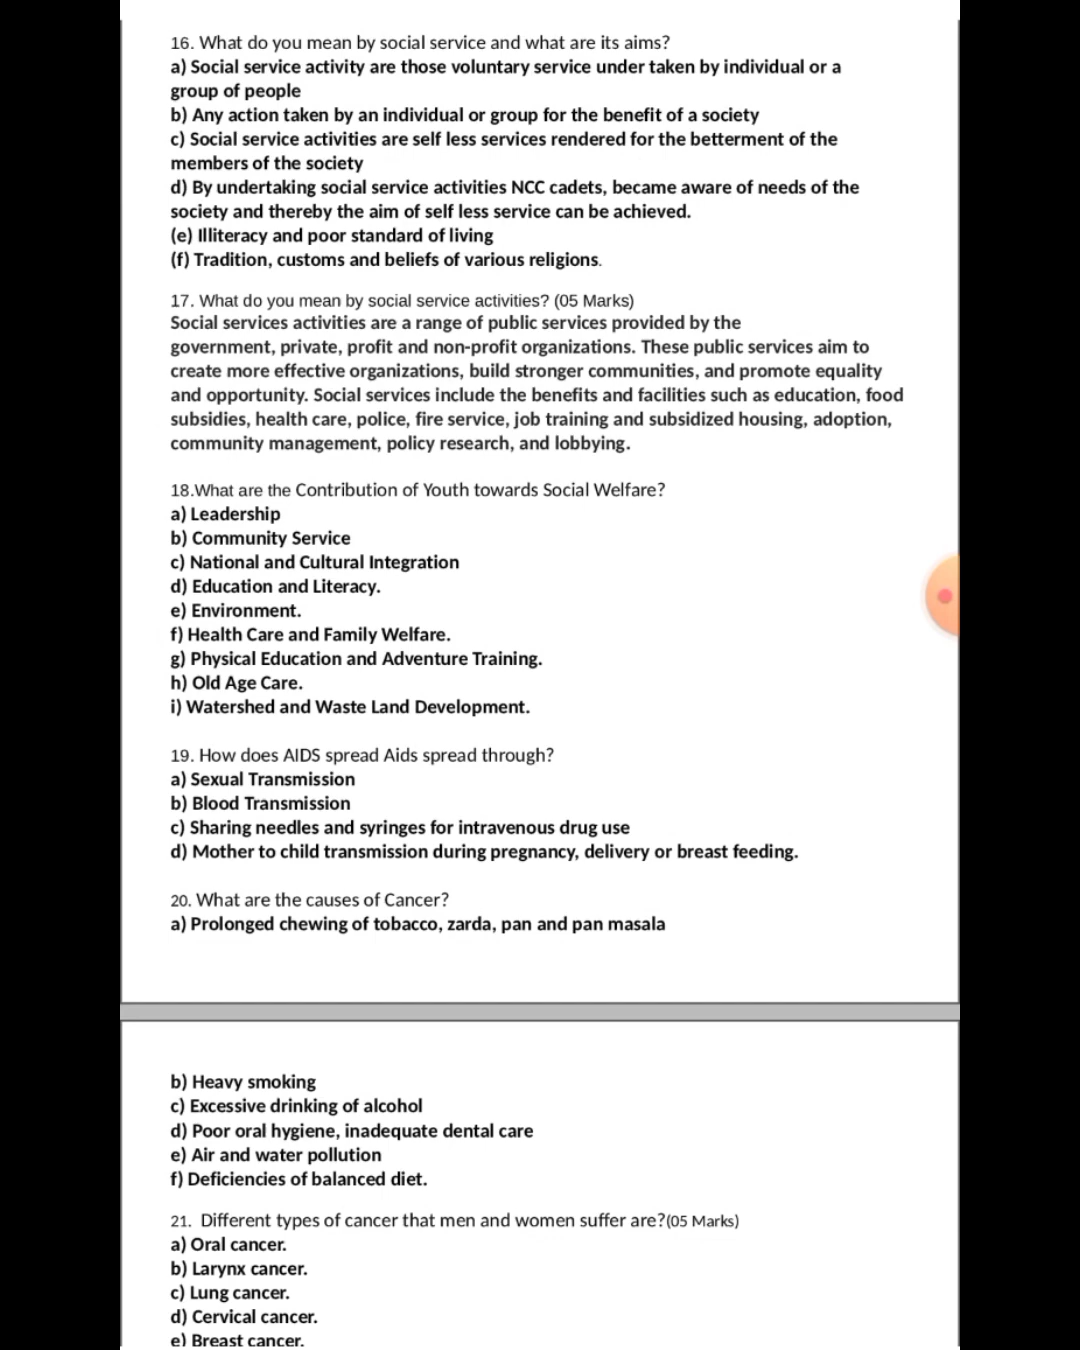 16. What do you mean by social service and what are its aims?
a) Social service activity are those voluntary service under taken by individual or a
group of people
b) Any action taken by an individual or group for the benefit of a society
c) Social service activities are self less services rendered for the betterment of the
members of the society
d) By undertaking social service activities NCC cadets, became aware of needs of the
society and thereby the aim of self less service can be achieved.
(e) Illiteracy and poor standard of living
(f) Tradition, customs and beliefs of various religions.
17. What do you mean by social service activities? (05 Marks)
Social services activities are a range of public services provided by the
government, private, profit and non-profit organizations. These public services aim to
create more effective organizations, build stronger communities, and promote equality
and opportunity. Social services include the benefits and facilities such as education, food
subsidies, health care, police, fire service, job training and subsidized housing, adoption,
community management, policy research, and lobbying.
18.What are the Contribution of Youth towards Social Welfare?
a) Leadership
b) Community Service
c) National and Cultural Integration
d) Education and Literacy.
e) Environment.
f) Health Care and Family Welfare.
g) Physical Education and Adventure Training.
h) Old Age Care.
i) Watershed and Waste Land Development.
19. How does AIDS spread Aids spread through?
a) Sexual Transmission
b) Blood Transmission
c) Sharing needles and syringes for intravenous drug use
d) Mother to child transmission during pregnancy, delivery or breast feeding.
20. What are the causes of Cancer?
a) Prolonged chewing of tobacco, zarda, pan and pan masala
b) Heavy smoking
c) Excessive drinking of alcohol
d) Poor oral hygiene, inadequate dental care
e) Air and water pollution
f) Deficiencies of balanced diet.
21. Different types of cancer that men and women suffer are?(05 Marks)
a) Oral cancer.
b) Larynx cancer.
c) Lung cancer.
d) Cervical cancer.
e) Breast cancer.